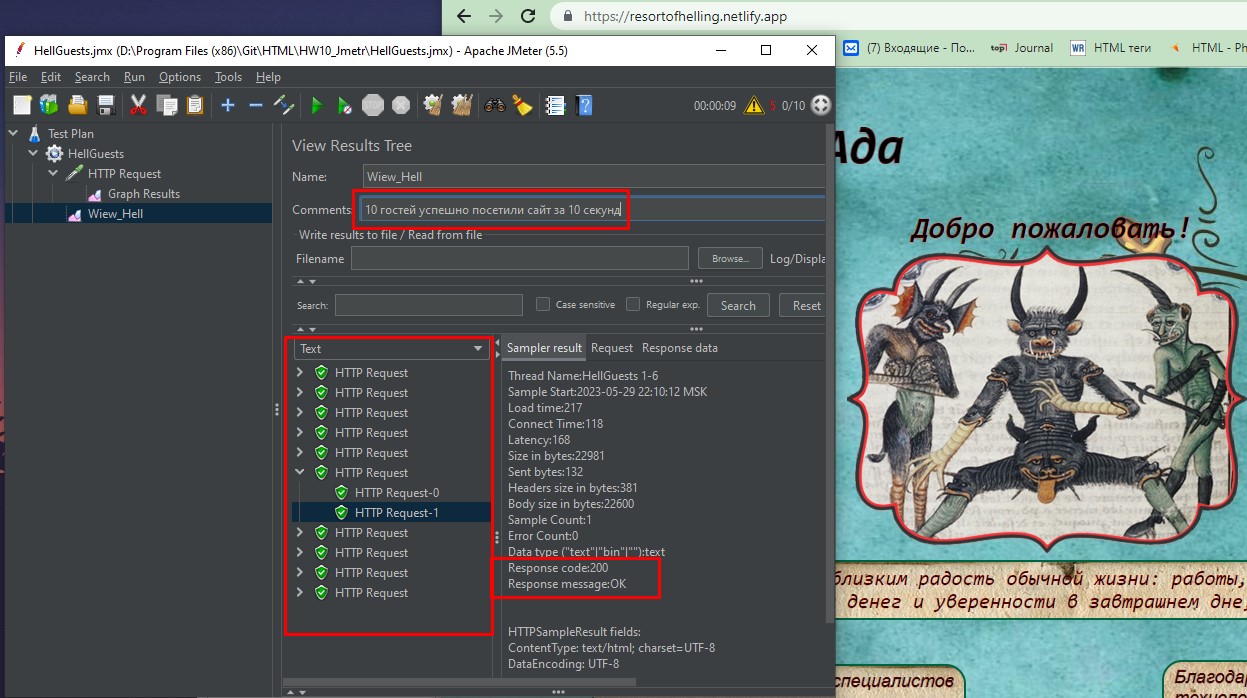 https://resortofhelling.netlify.app
HellGuests.jmx (D:\Program Files (x86)\Git\HTML\HW10_Jmetr\HellGuests.jmx) - Apache JMeter (5.5)
(7) Входящие - По...
Journal
HTML теги
HTML - Ph
File Edit Search Run Options Tools Help
00:00:09 5 0/10
Test Plan
HellGuests
HTTP Request
Graph Results
Wiew_Hell
View Results Tree
Name: Wiew_Hell
Comments: 10 гостей успешно посетили сайт за 10 секунд
Write results to file / Read from file
Filename Browse... Log/Displa
Search: Case sensitive Regular exp. Search Reset
Text
HTTP Request
HTTP Request
HTTP Request
HTTP Request
HTTP Request
HTTP Request
HTTP Request-0
HTTP Request-1
HTTP Request
HTTP Request
HTTP Request
HTTP Request
Sampler result Request Response data
Thread Name:HellGuests 1-6
Sample Start:2023-05-29 22:10:12 MSK
Load time:217
Connect Time:118
Latency:168
Size in bytes:22981
Sent bytes:132
Headers size in bytes:381
Body size in bytes:22600
Sample Count:1
Error Count:0
Data type ("text"|"bin"|""):text
Response code:200
Response message:OK
HTTPSampleResult fields:
ContentType: text/html; charset=UTF-8
DataEncoding: UTF-8
Ада
Добро пожаловать!
близким радость обычной жизни: работы,
денег и уверенности в завтрашнем дне,
специалистов
Благода